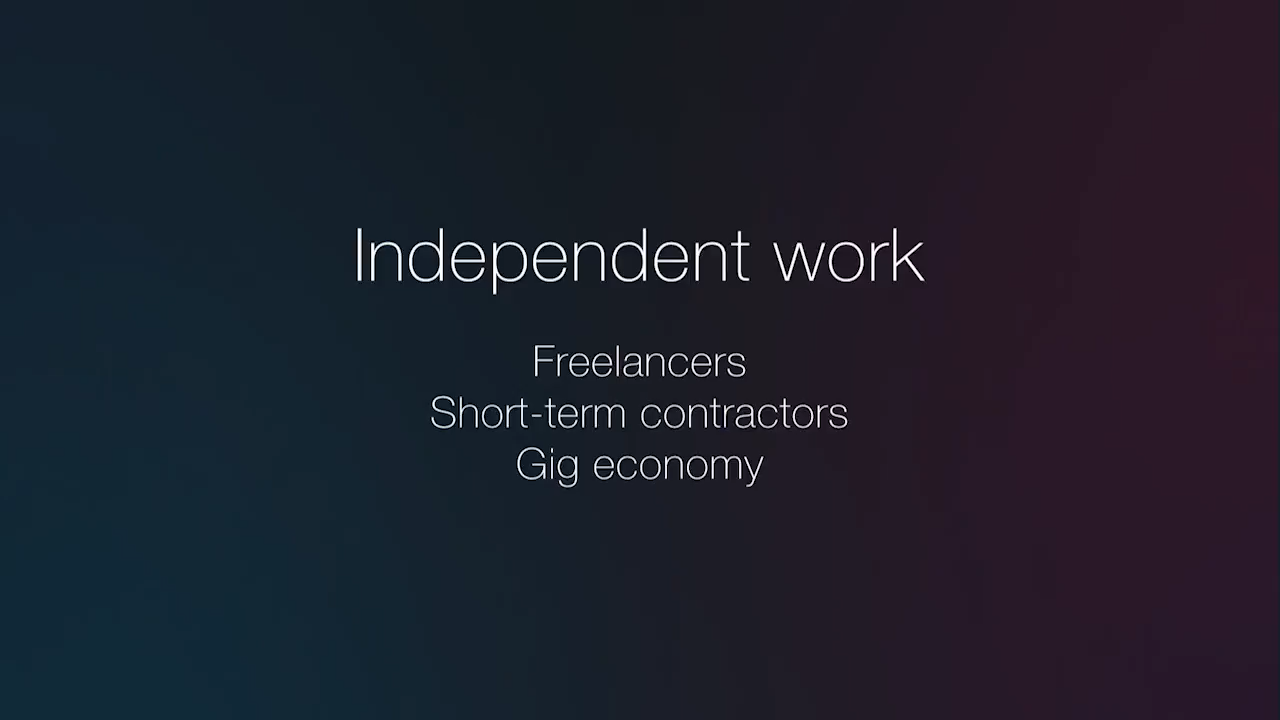 Independent work
Freelancers
Short-term contractors
Gig economy